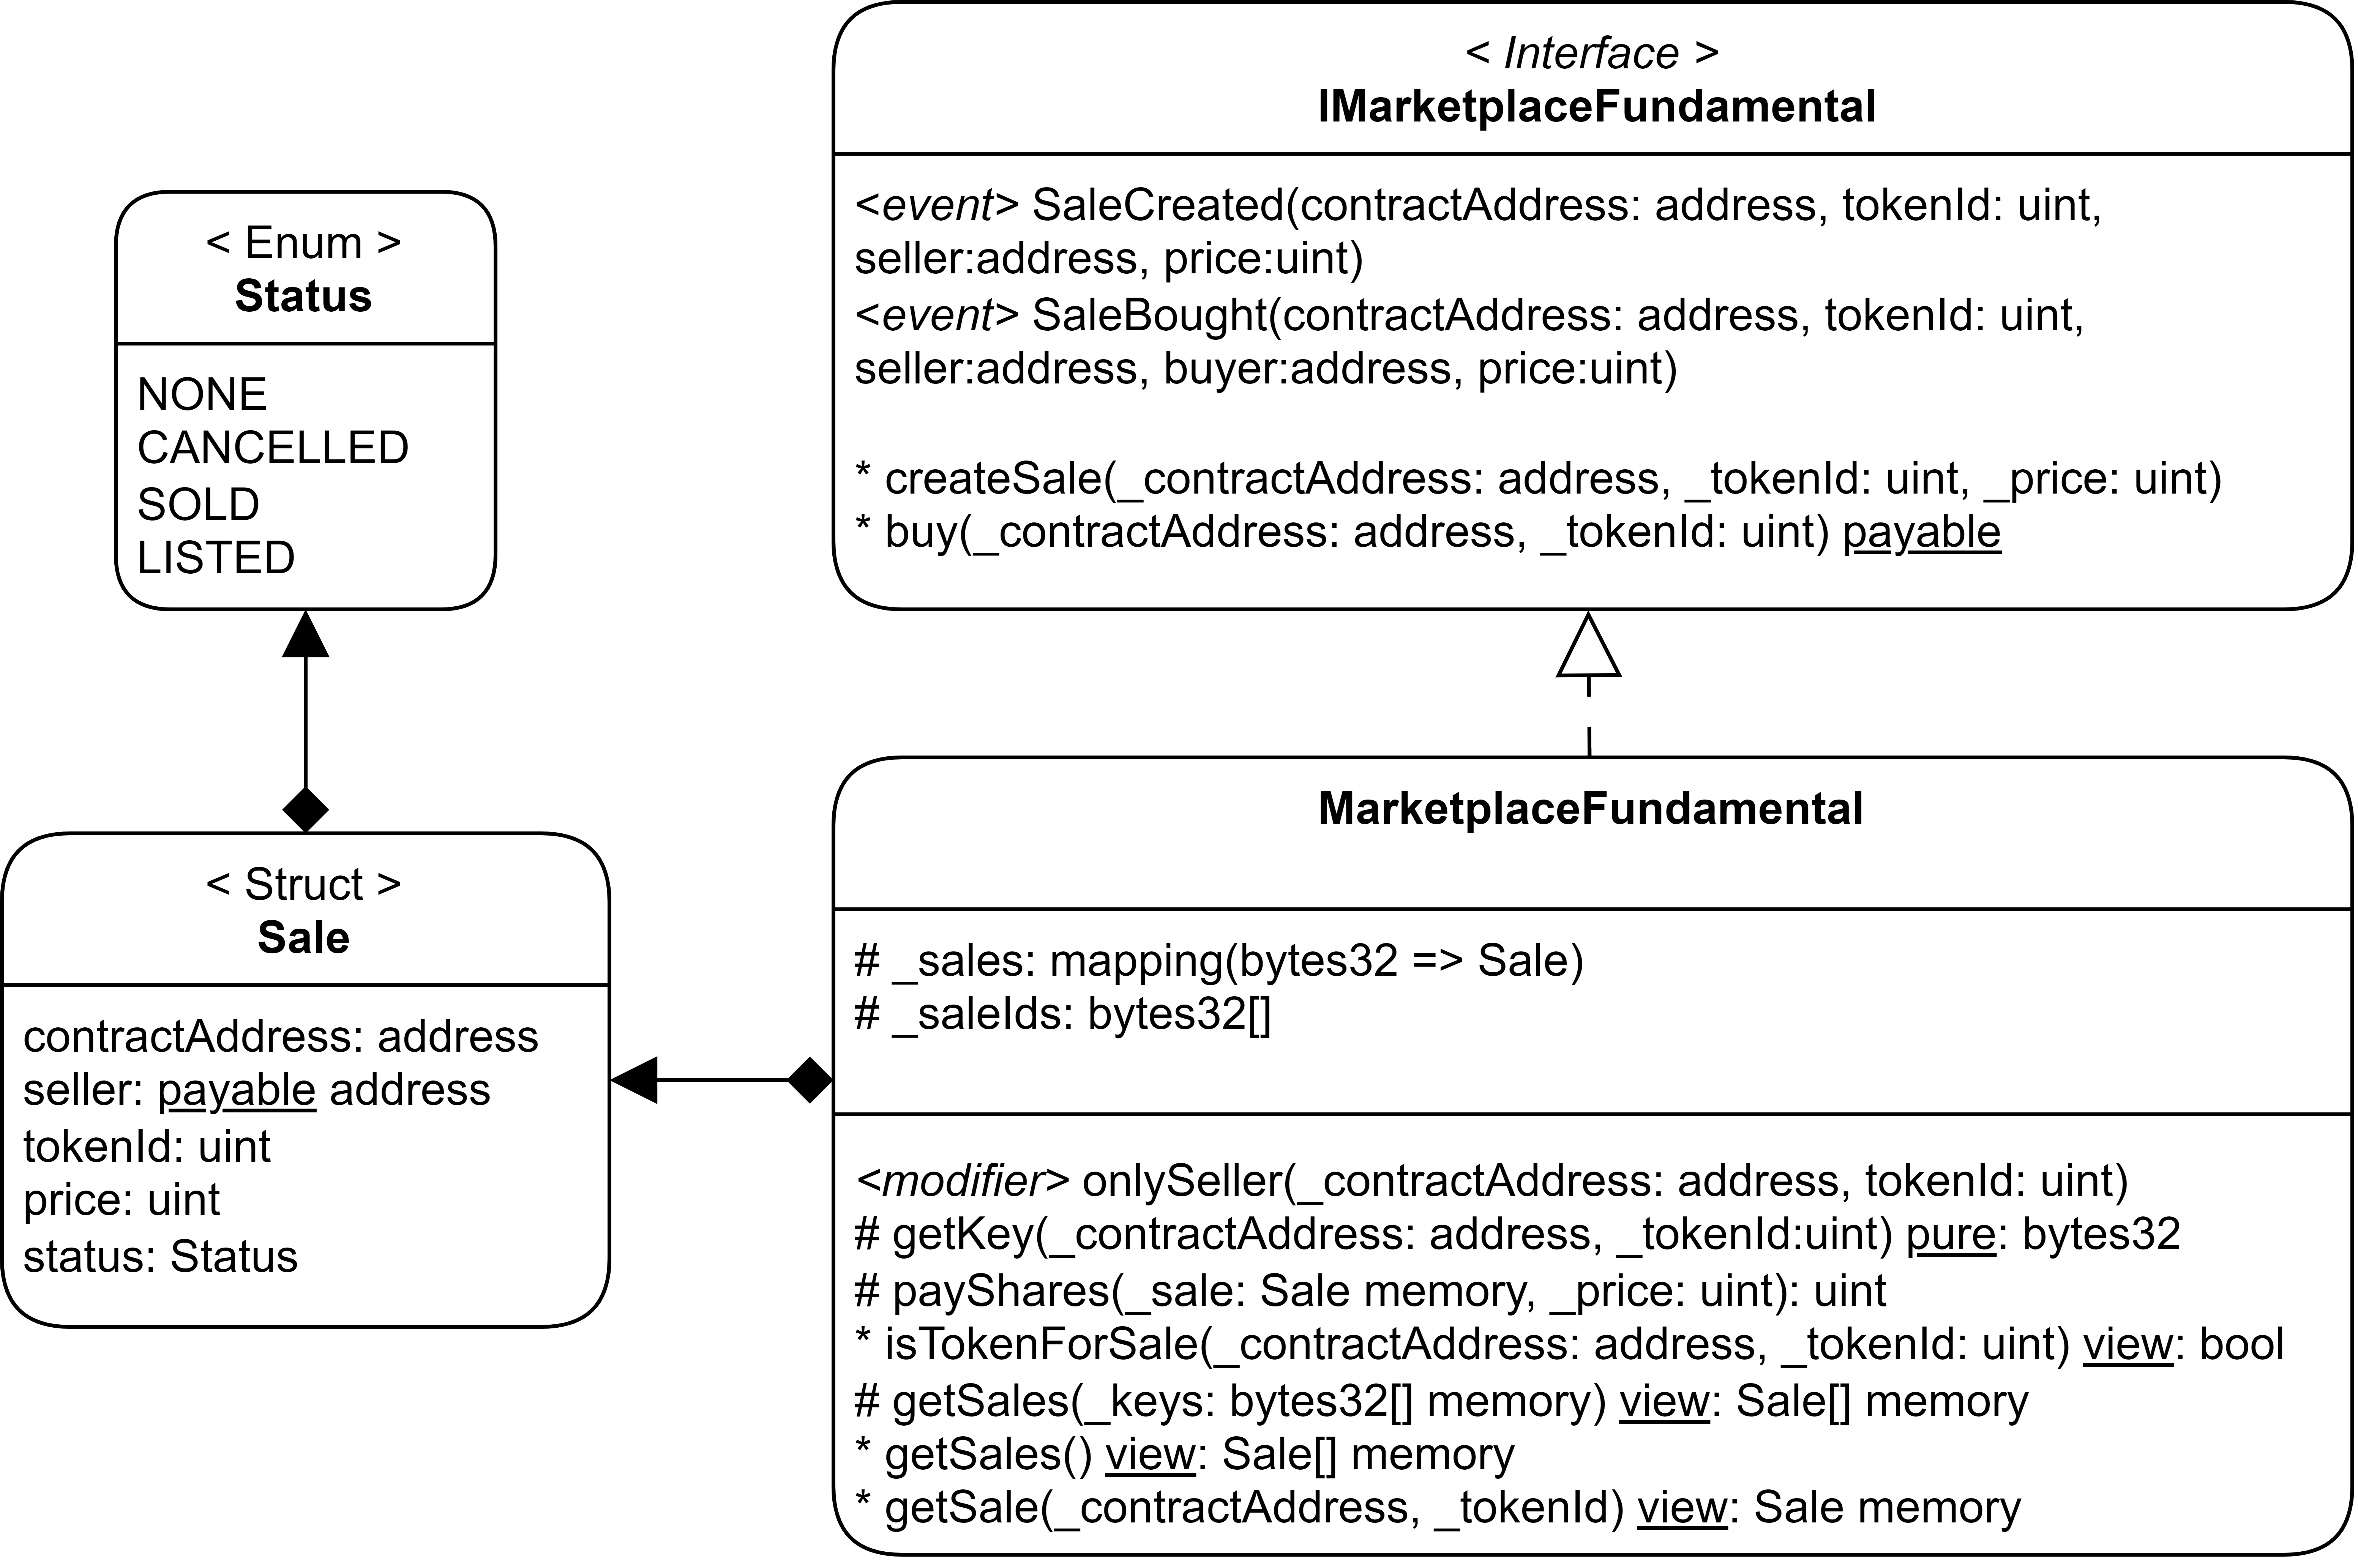 < Interface >
IMarketplaceFundamental
<event> SaleCreated(contractAddress: address, tokenId: uint,
seller:address, price:uint)
<event> SaleBought(contractAddress: address, tokenId: uint,
seller:address, buyer:address, price:uint)
* createSale(_contractAddress: address, _tokenId: uint, _price: uint)
* buy(_contractAddress: address, _tokenId: uint) payable
< Enum >
Status
NONE
CANCELLED
SOLD
LISTED
< Struct >
Sale
contractAddress: address
seller: payable address
tokenId: uint
price: uint
status: Status
MarketplaceFundamental
# _sales: mapping(bytes32 => Sale)
# _saleIds: bytes32[]
<modifier> onlySeller(_contractAddress: address, tokenId: uint)
# getKey(_contractAddress: address, _tokenId:uint) pure: bytes32
# payShares(_sale: Sale memory, _price: uint): uint
* isTokenForSale(_contractAddress: address, _tokenId: uint) view: bool
# getSales(_keys: bytes32[] memory) view: Sale[] memory
* getSales() view: Sale[] memory
* getSale(_contractAddress, _tokenId) view: Sale memory